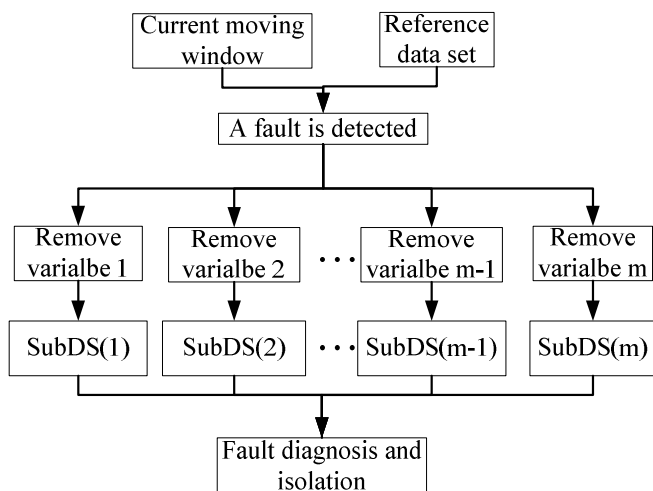 Current moving
window
Reference
data set
A fault is detected
Remove
varialbe 1
Remove
varialbe 2
...
Remove
varialbe m-1
Remove
varialbe m
SubDS(1)
SubDS(2)
...
SubDS(m-1)
SubDS(m)
Fault diagnosis and
isolation